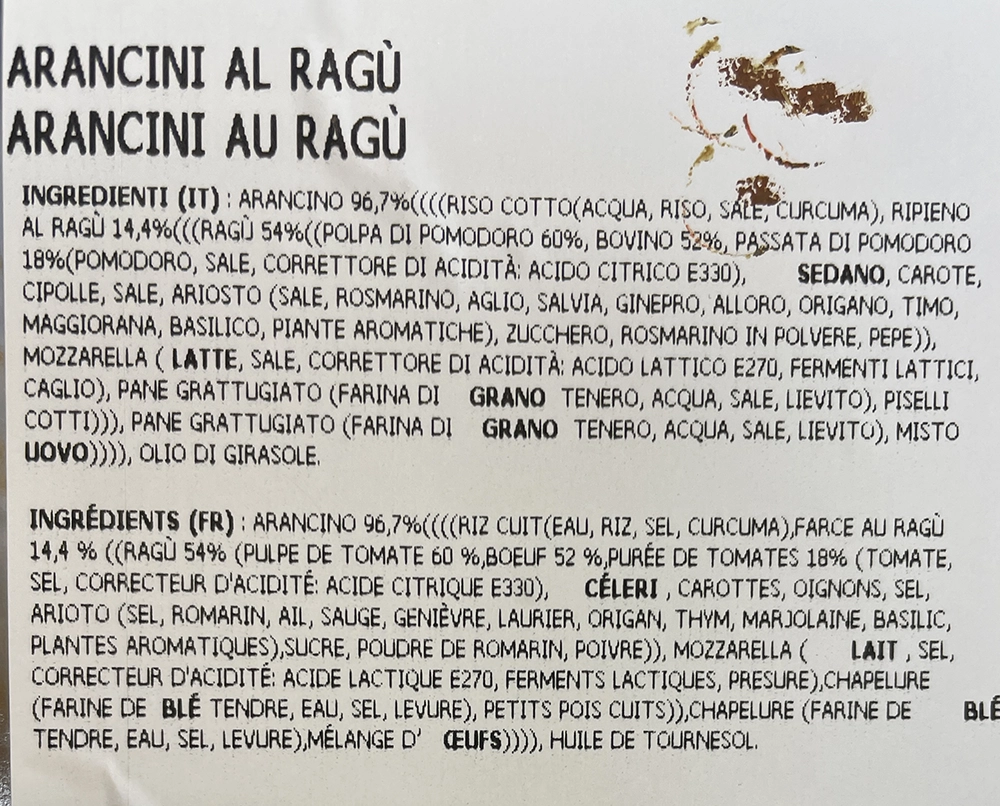 ARANCINI AL RAGÙ
ARANCINI AU RAGÙ
INGREDIENTI (IT) : ARANCINO 96,7%((((RISO COTTO(ACQUA, RISO, SALE, CURCUMA), RIPIENO
AL RAGÙ 14,4%(((RAGÙ 54%((POLPA DI POMODORO 60%, BOVINO 52%, PASSATA DI POMODORO
18%(POMODORO, SALE, CORRETTORE DI ACIDITÀ: ACIDO CITRICO E330), SEDANO, CAROTE,
CIPOLLE, SALE, ARIOSTO (SALE, ROSMARINO, AGLIO, SALVIA, GINEPRO, ALLORO, ORIGANO, TIMO,
MAGGIORANA, BASILICO, PIANTE AROMATICHE), ZUCCHERO, ROSMARINO IN POLVERE, PEPE)),
MOZZARELLA ( LATTE, SALE, CORRETTORE DI ACIDITÀ: ACIDO LATTICO E270, FERMENTI LATTICI,
CAGLIO), PANE GRATTUGIATO (FARINA DI GRANO TENERO, ACQUA, SALE, LIEVITO), PISELLI
COTTI))), PANE GRATTUGIATO (FARINA DI GRANO TENERO, ACQUA, SALE, LIEVITO), MISTO
UOVO)))), OLIO DI GIRASOLE.
INGRÉDIENTS (FR) : ARANCINO 96,7%((((RIZ CUIT(EAU, RIZ, SEL, CURCUMA),FARCE AU RAGÙ
14,4 % ((RAGÙ 54% (PULPE DE TOMATE 60 %,BOEUF 52 %,PURÉE DE TOMATES 18% (TOMATE,
SEL, CORRECTEUR D'ACIDITÉ: ACIDE CITRIQUE E330), CÉLERI , CAROTTES, OIGNONS, SEL,
ARIOTO (SEL, ROMARIN, AIL, SAUGE, GENIÈVRE, LAURIER, ORIGAN, THYM, MARJOLAINE, BASILIC,
PLANTES AROMATIQUES),SUCRE, POUDRE DE ROMARIN, POIVRE)), MOZZARELLA ( LAIT , SEL,
CORRECTEUR D'ACIDITÉ: ACIDE LACTIQUE E270, FERMENTS LACTIQUES, PRESURE),CHAPELURE
(FARINE DE BLÉ TENDRE, EAU, SEL, LEVURE), PETITS POIS CUITS)),CHAPELURE (FARINE DE BLÉ
TENDRE, EAU, SEL, LEVURE),MÉLANGE D' ŒUFS)))), HUILE DE TOURNESOL.